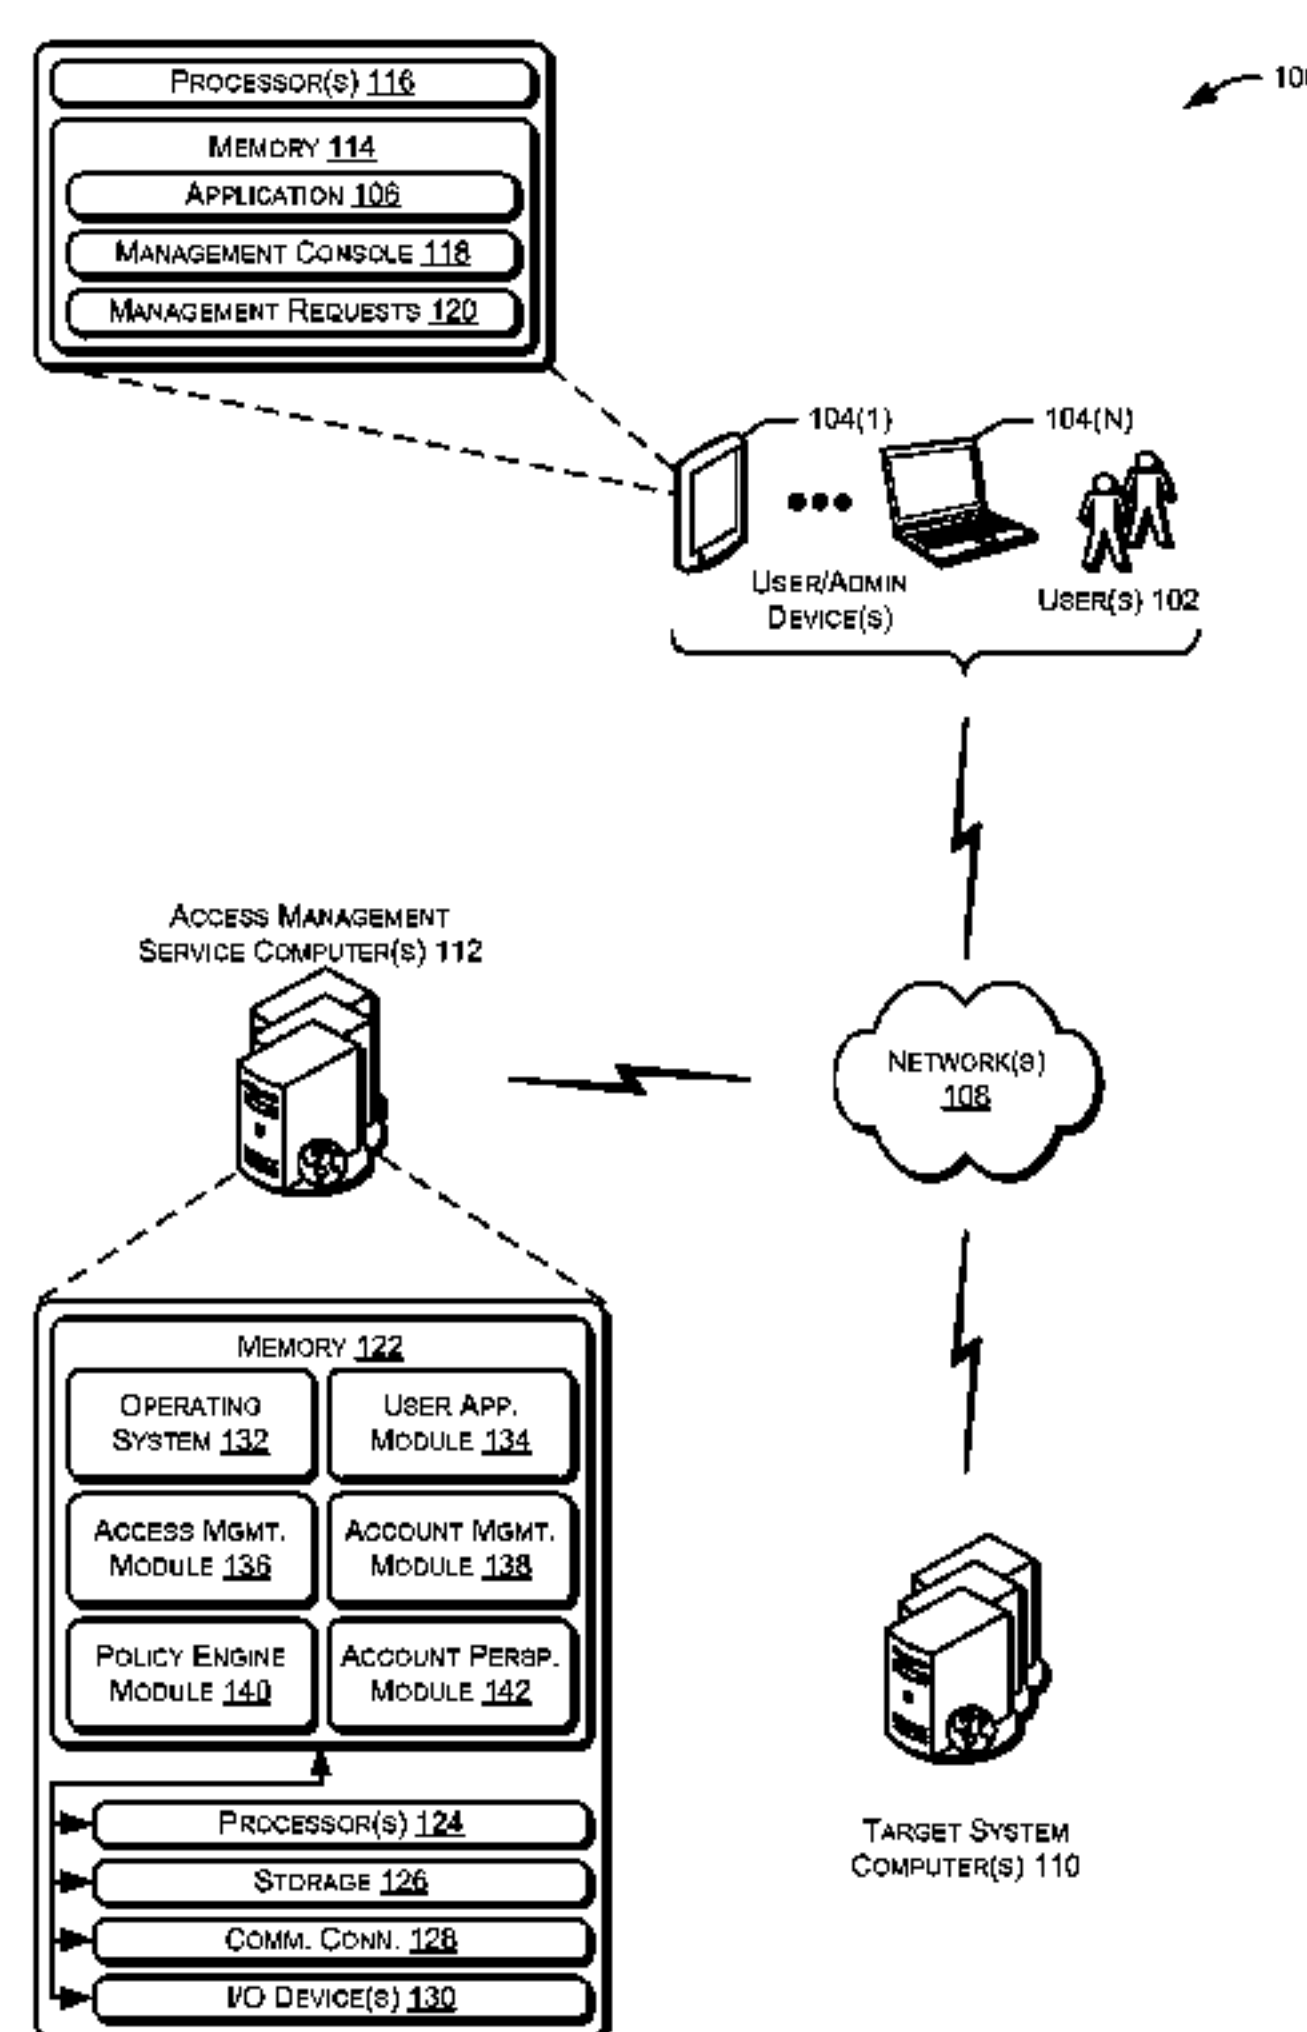 PROCESSOR(S) 116
MEMORY 114
APPLICATION 106
MANAGEMENT CONSOLE 118
MANAGEMENT REQUESTS 120
104(1)
104(N)
USER/ADMIN
DEVICE(S)
USER(S) 102
ACCESS MANAGEMENT
SERVICE COMPUTER(S) 112
NETWORK(S)
108
MEMORY 122
OPERATING
SYSTEM 132
USER APP.
MODULE 134
ACCESS MGMT.
MODULE 136
ACCOUNT MGMT.
MODULE 138
POLICY ENGINE
MODULE 140
ACCOUNT PERSP.
MODULE 142
PROCESSOR(S) 124
STORAGE 126
COMM. CONN. 128
I/O DEVICE(S) 130
TARGET SYSTEM
COMPUTER(S) 110